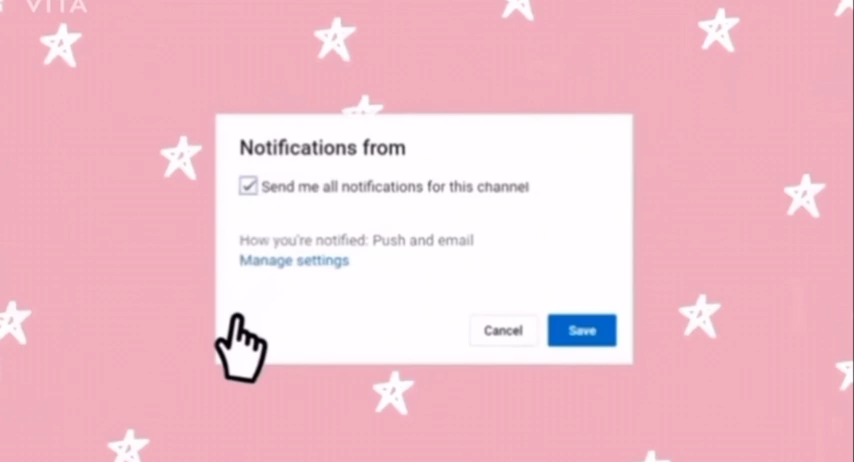 VITA
Notifications from
Send me all notifications for this channel
How you're notified: Push and email
Manage settings
Cancel
Save